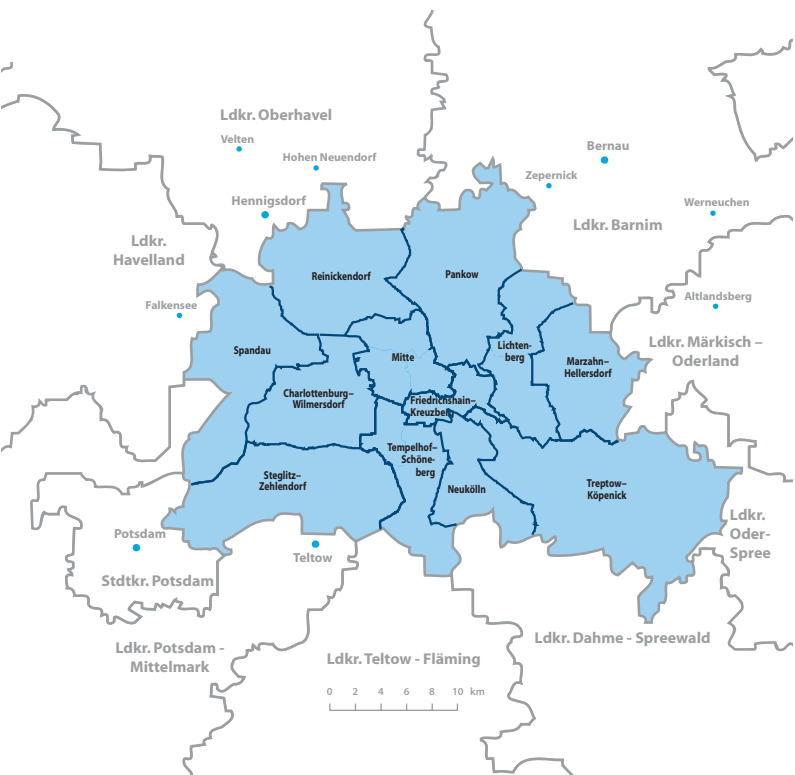 Ldkr. Oberhavel
Velten
Hohen Neuendorf
Bernau
Zepernick
Hennigsdorf
Werneuchen
Ldkr. Barnim
Ldkr.
Havelland
Reinickendorf
Pankow
Falkensee
Altlandsberg
Spandau
Mitte
Lichten-
berg
Ldkr. Märkisch –
Oderland
Marzahn–
Hellersdorf
Charlottenburg–
Wilmersdorf
Friedrichshain–
Kreuzberg
Tempelhof–
Schöne-
berg
Steglitz–
Zehlendorf
Neukölln
Treptow–
Köpenick
Potsdam
Teltow
Ldkr.
Oder-
Spree
Stdtkr. Potsdam
Ldkr. Potsdam -
Mittelmark
Ldkr. Teltow - Fläming
Ldkr. Dahme - Spreewald
0 2 4 6 8 10 km